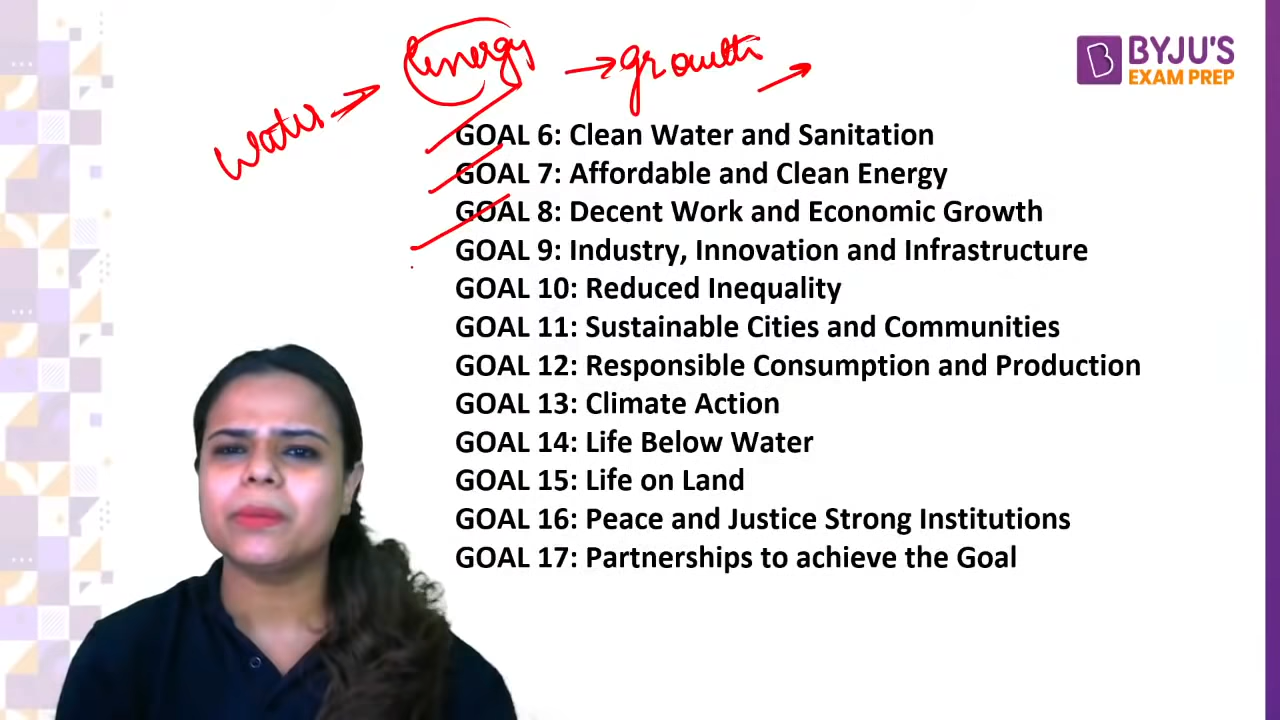 water → energy → growth →
BYJU'S
EXAM PREP
GOAL 6: Clean Water and Sanitation
GOAL 7: Affordable and Clean Energy
GOAL 8: Decent Work and Economic Growth
GOAL 9: Industry, Innovation and Infrastructure
GOAL 10: Reduced Inequality
GOAL 11: Sustainable Cities and Communities
GOAL 12: Responsible Consumption and Production
GOAL 13: Climate Action
GOAL 14: Life Below Water
GOAL 15: Life on Land
GOAL 16: Peace and Justice Strong Institutions
GOAL 17: Partnerships to achieve the Goal